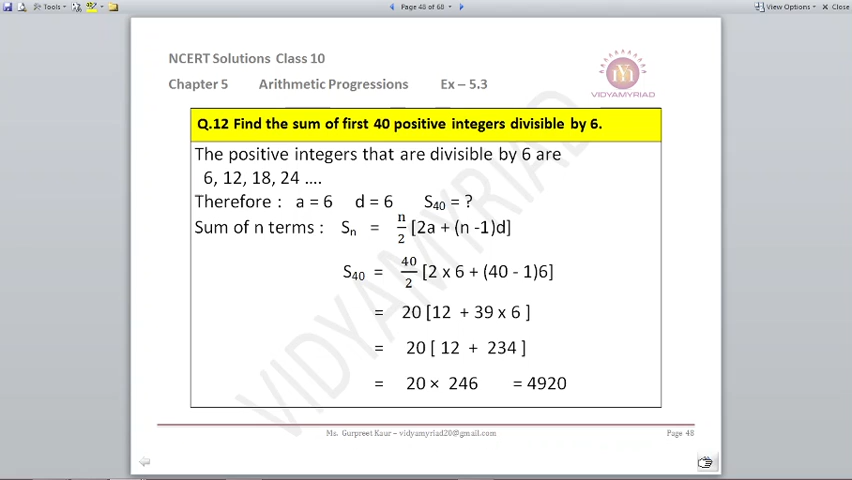 Tools
Page 48 of 60
View Options
Close
NCERT Solutions Class 10
Chapter 5 Arithmetic Progressions Ex – 5.3
VIDYAMYRIAD
Q.12 Find the sum of first 40 positive integers divisible by 6.
The positive integers that are divisible by 6 are
6, 12, 18, 24 ....
Therefore : a = 6 d = 6 S₄₀ = ?
Sum of n terms : Sₙ = n/2 [2a + (n -1)d]
S₄₀ = 40/2 [2 x 6 + (40 - 1)6]
= 20 [12 + 39 x 6 ]
= 20 [ 12 + 234 ]
= 20 × 246 = 4920
VIDYAMYRIAD
Ms. Gurpreet Kaur – vidyamyriad20@gmail.com Page 48